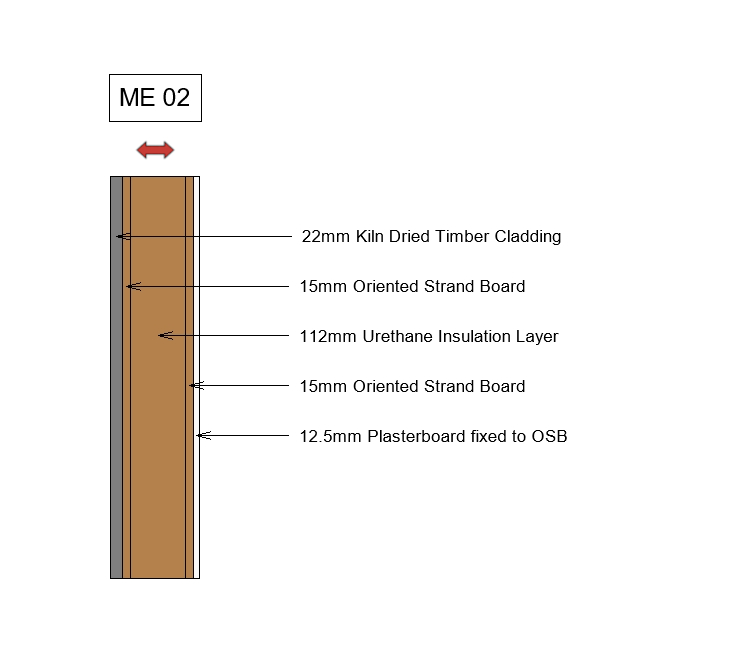 ME 02
22mm Kiln Dried Timber Cladding
15mm Oriented Strand Board
112mm Urethane Insulation Layer
15mm Oriented Strand Board
12.5mm Plasterboard fixed to OSB